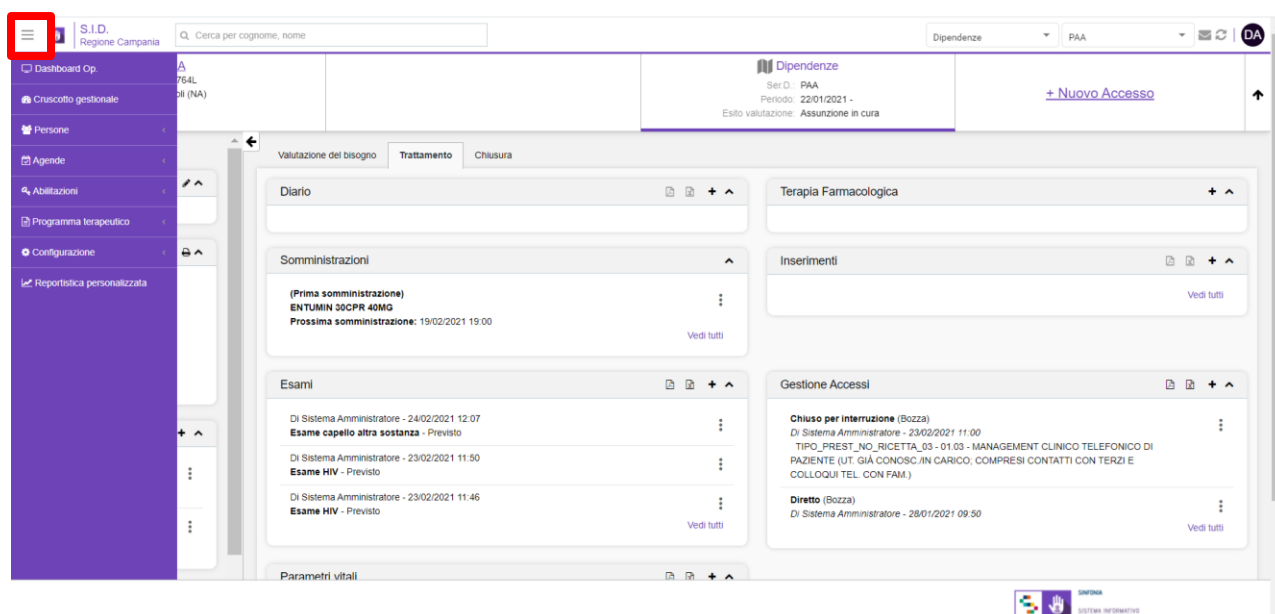 S.I.D.
Regione Campania
Cerca per cognome, nome
Dipendenze
PAA
DA
Dashboard Op.
Cruscotto gestionale
Persone
Agende
Abilitazioni
Programma terapeutico
Configurazione
Reportistica personalizzata
A
764L
oli (NA)
Dipendenze
Ser.D.: PAA
Periodo: 22/01/2021 -
Esito valutazione: Assunzione in cura
+ Nuovo Accesso
Valutazione del bisogno
Trattamento
Chiusura
Diario
Terapia Farmacologica
Somministrazioni
(Prima somministrazione)
ENTUMIN 30CPR 40MG
Prossima somministrazione: 19/02/2021 19:00
Vedi tutti
Inserimenti
Vedi tutti
Esami
Di Sistema Amministratore - 24/02/2021 12:07
Esame capello altra sostanza - Previsto
Di Sistema Amministratore - 23/02/2021 11:50
Esame HIV - Previsto
Di Sistema Amministratore - 23/02/2021 11:46
Esame HIV - Previsto
Vedi tutti
Gestione Accessi
Chiuso per interruzione (Bozza)
Di Sistema Amministratore - 23/02/2021 11:00
TIPO_PREST_NO_RICETTA_03 - 01.03 - MANAGEMENT CLINICO TELEFONICO DI
PAZIENTE (UT. GIÀ CONOSC./IN CARICO; COMPRESI CONTATTI CON TERZI E
COLLOQUI TEL. CON FAM.)
Diretto (Bozza)
Di Sistema Amministratore - 28/01/2021 09:50
Vedi tutti
Parametri vitali
SINFONIA
SISTEMA INFORMATIVO